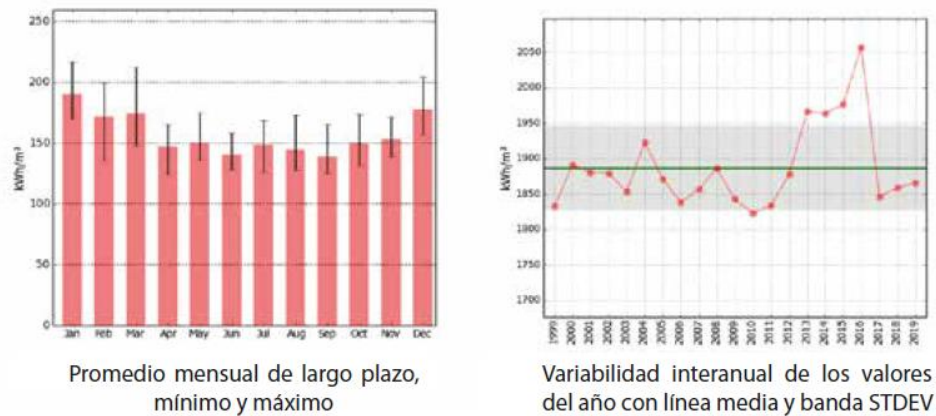 250
200
150
100
50
0
kWh/m²
Jan Feb Mar Apr May Jun Jul Aug Sep Oct Nov Dec
Promedio mensual de largo plazo,
mínimo y máximo
2050
2000
1950
1900
1850
1800
1750
1700
kWh/m²
1999 2000 2001 2002 2003 2004 2005 2006 2007 2008 2009 2010 2011 2012 2013 2014 2015 2016 2017 2018 2019
Variabilidad interanual de los valores
del año con línea media y banda STDEV